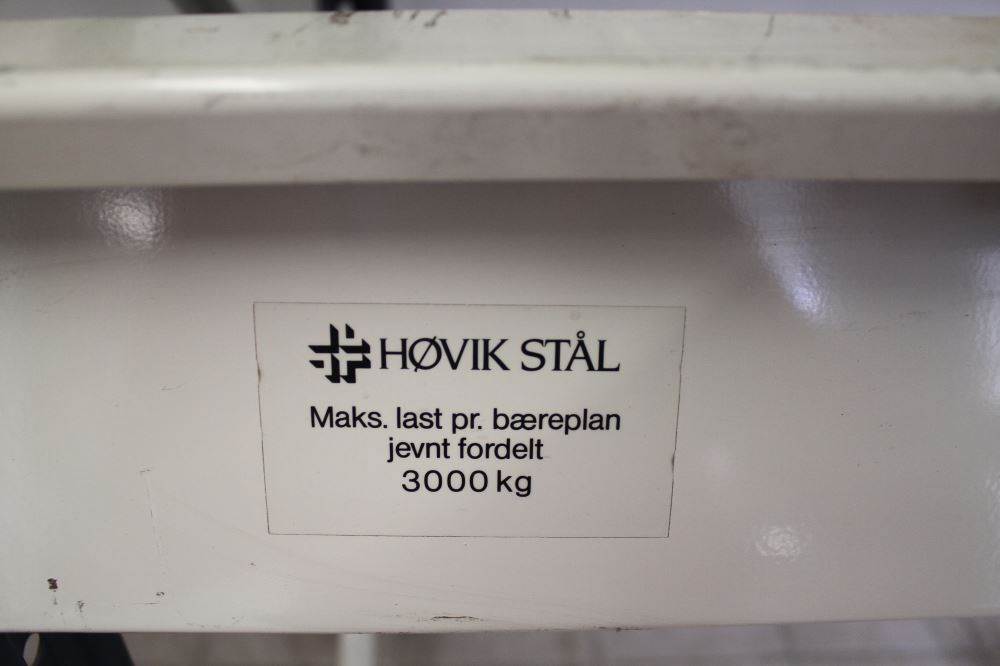 HØVIK STÅL
Maks. last pr. bæreplan
jevnt fordelt
3000 kg